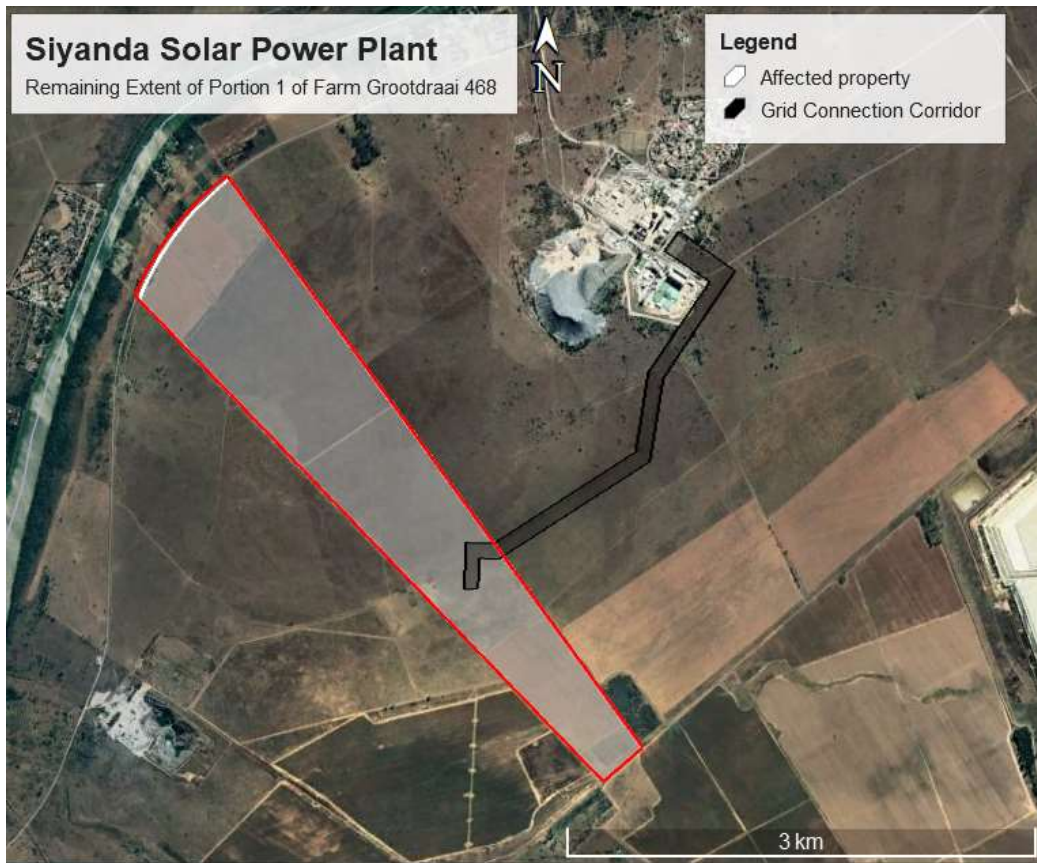 Siyanda Solar Power Plant
Remaining Extent of Portion 1 of Farm Grootdraai 468
N
Legend
Affected property
Grid Connection Corridor
3 km